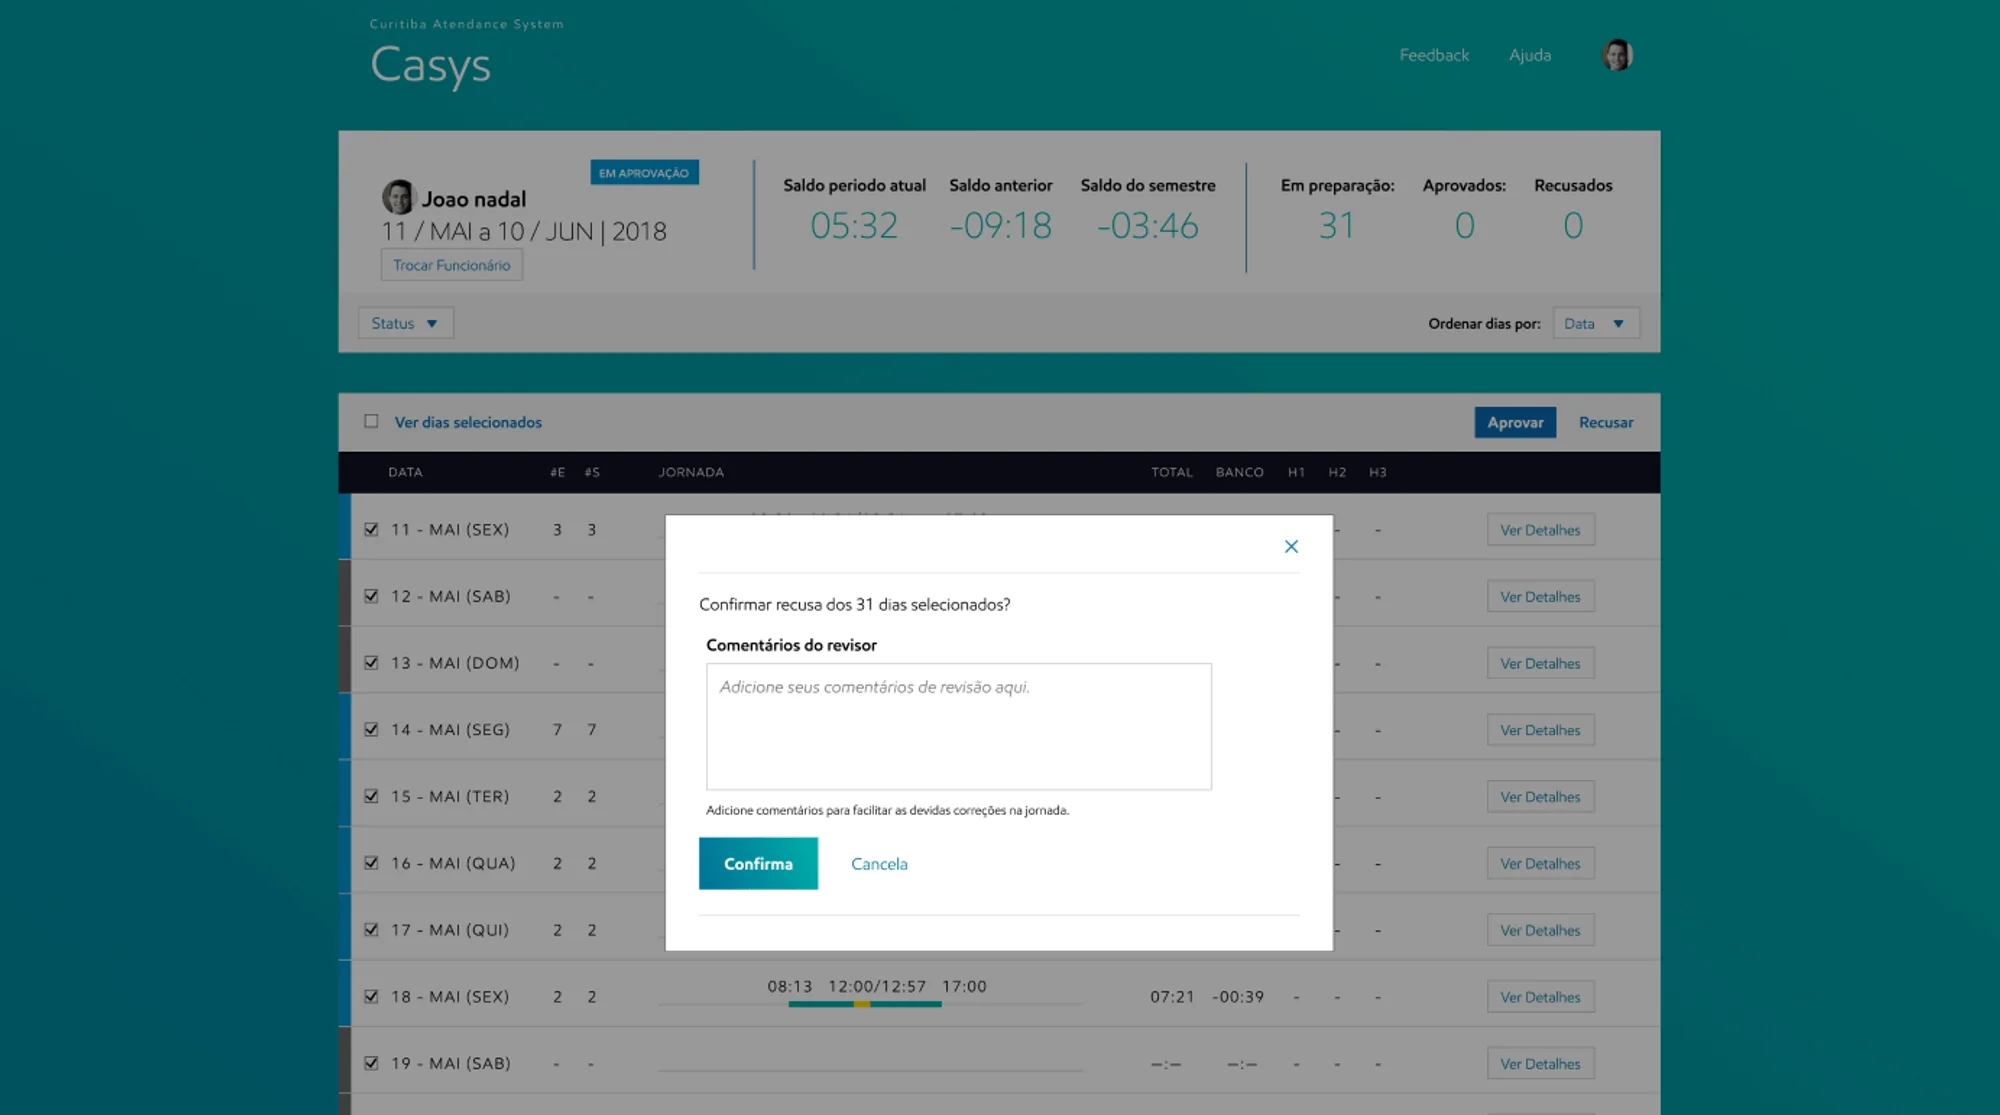 Curitiba Atendance System
Casys
Feedback Ajuda
EM APROVAÇÃO
Joao nadal
11 / MAI a 10 / JUN | 2018
Trocar Funcionário
Saldo periodo atual Saldo anterior Saldo do semestre
05:32 -09:18 -03:46
Em preparação: Aprovados: Recusados
31 0 0
Status
Ordenar dias por: Data
Ver dias selecionados
Aprovar Recusar
DATA #E #S JORNADA TOTAL BANCO H1 H2 H3
11 - MAI (SEX) 3 3 - - Ver Detalhes
12 - MAI (SAB) - - - - Ver Detalhes
13 - MAI (DOM) - - - - Ver Detalhes
14 - MAI (SEG) 7 7 - - Ver Detalhes
15 - MAI (TER) 2 2 - - Ver Detalhes
16 - MAI (QUA) 2 2 - - Ver Detalhes
17 - MAI (QUI) 2 2 - - Ver Detalhes
18 - MAI (SEX) 2 2 08:13 12:00/12:57 17:00 07:21 -00:39 - - - Ver Detalhes
19 - MAI (SAB) - - –:– –:– - - - Ver Detalhes
Confirmar recusa dos 31 dias selecionados?
Comentários do revisor
Adicione seus comentários de revisão aqui.
Adicione comentários para facilitar as devidas correções na jornada.
Confirma Cancela